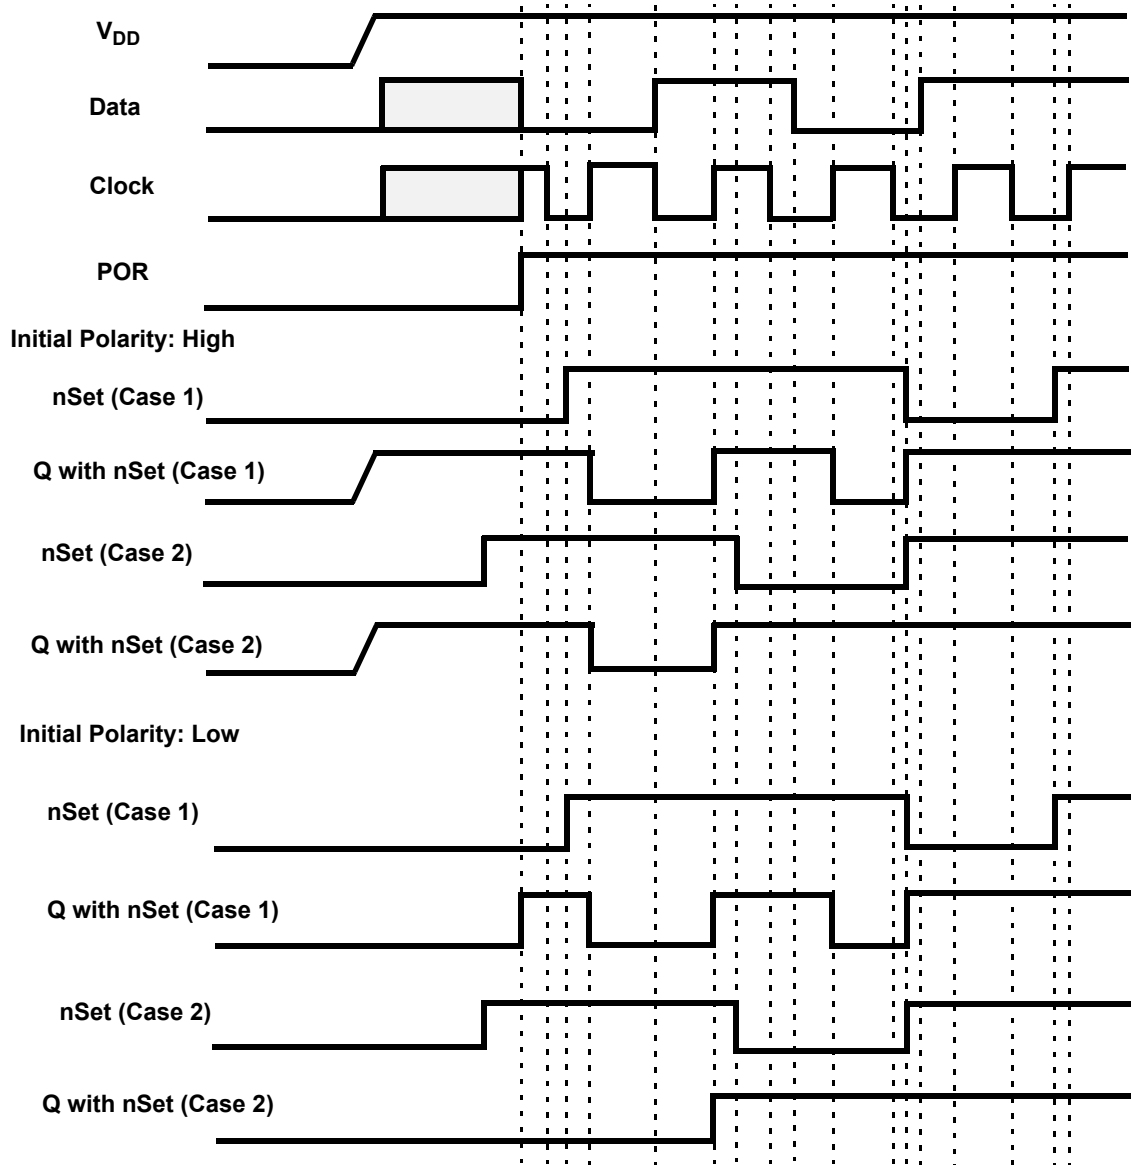 VDD
Data
Clock
POR
Initial Polarity: High
nSet (Case 1)
Q with nSet (Case 1)
nSet (Case 2)
Q with nSet (Case 2)
Initial Polarity: Low
nSet (Case 1)
Q with nSet (Case 1)
nSet (Case 2)
Q with nSet (Case 2)